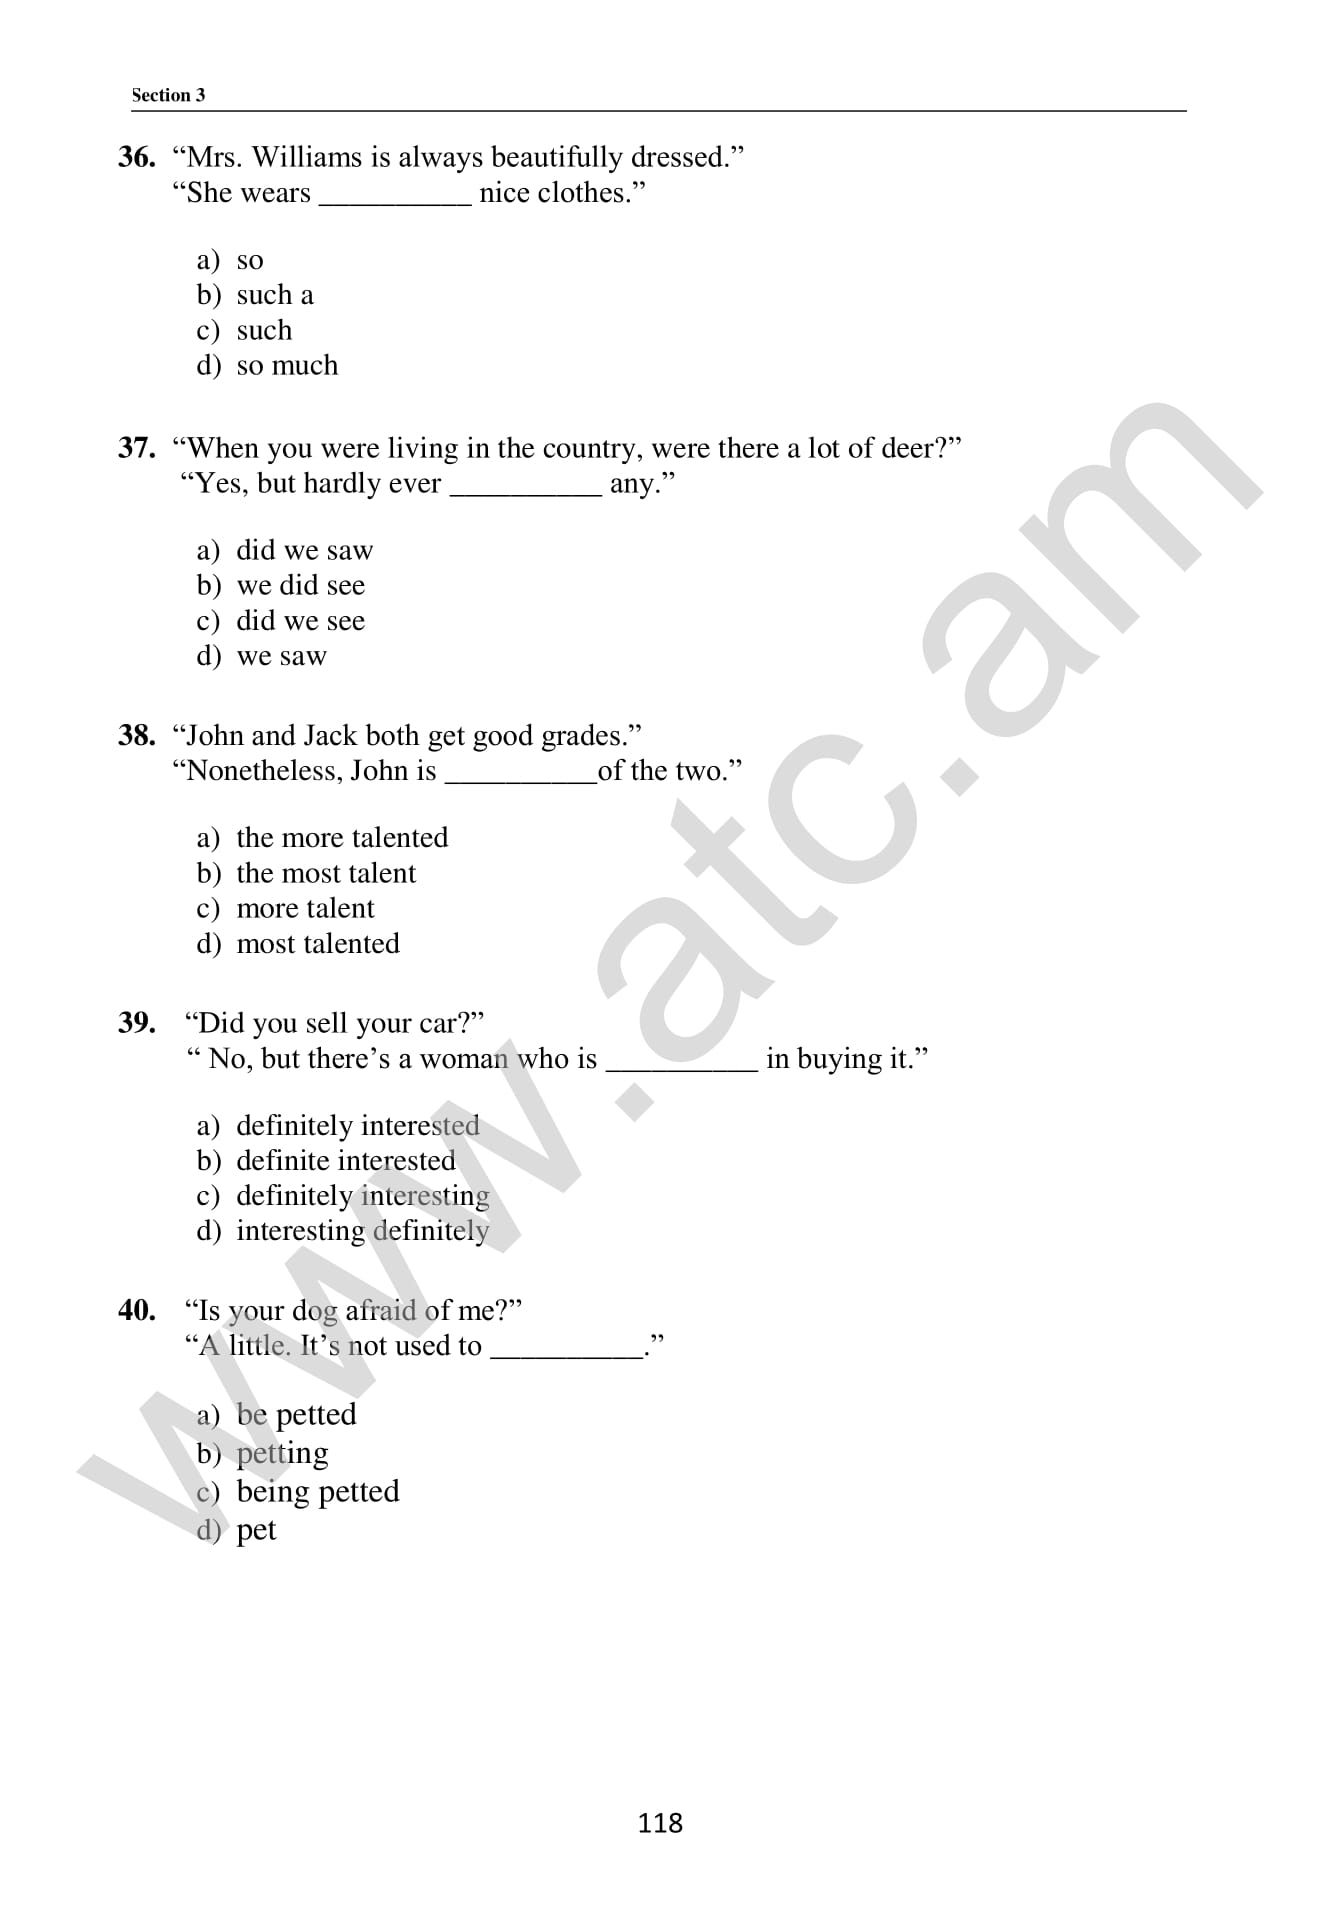 Section 3
36. “Mrs. Williams is always beautifully dressed.”
“She wears __________ nice clothes.”
a) so
b) such a
c) such
d) so much
37. “When you were living in the country, were there a lot of deer?”
“Yes, but hardly ever __________ any.”
a) did we saw
b) we did see
c) did we see
d) we saw
38. “John and Jack both get good grades.”
“Nonetheless, John is __________of the two.”
a) the more talented
b) the most talent
c) more talent
d) most talented
39. “Did you sell your car?”
“ No, but there’s a woman who is __________ in buying it.”
a) definitely interested
b) definite interested
c) definitely interesting
d) interesting definitely
40. “Is your dog afraid of me?”
“A little. It’s not used to __________.”
a) be petted
b) petting
c) being petted
d) pet
118
www.atc.am